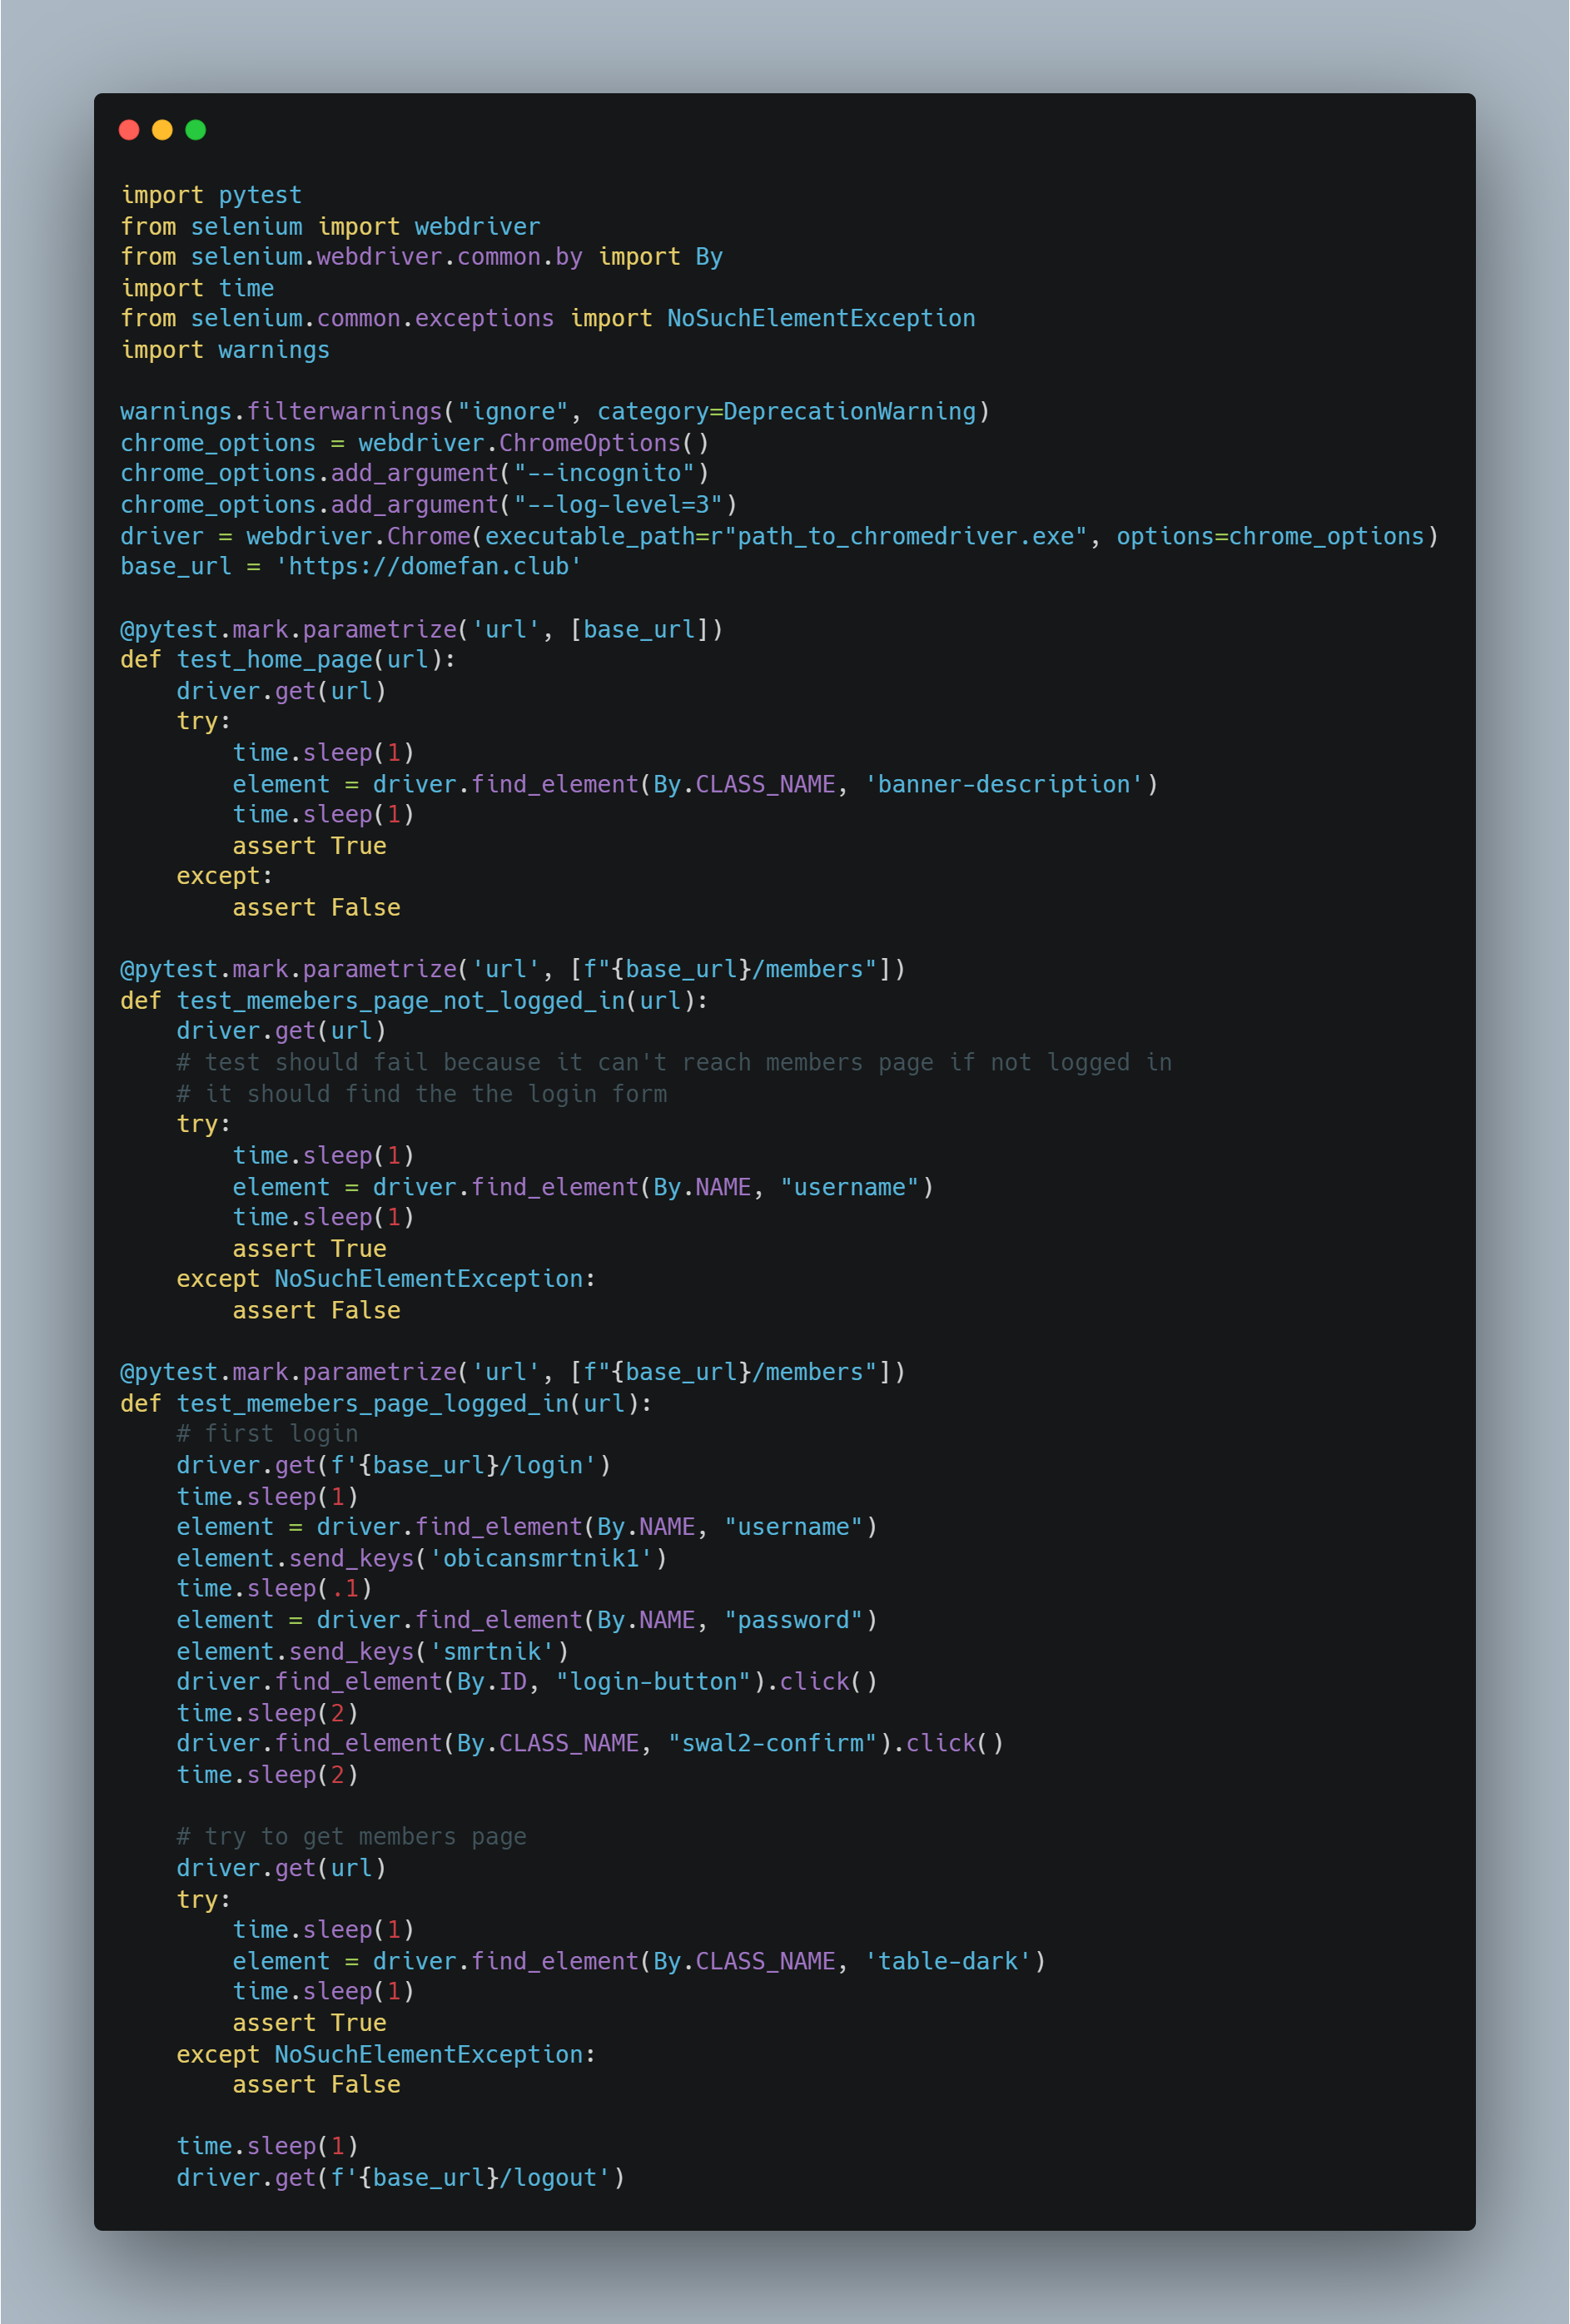 import pytest
from selenium import webdriver
from selenium.webdriver.common.by import By
import time
from selenium.common.exceptions import NoSuchElementException
import warnings

warnings.filterwarnings("ignore", category=DeprecationWarning)
chrome_options = webdriver.ChromeOptions()
chrome_options.add_argument("--incognito")
chrome_options.add_argument("--log-level=3")
driver = webdriver.Chrome(executable_path=r"path_to_chromedriver.exe", options=chrome_options)
base_url = 'https://domefan.club'

@pytest.mark.parametrize('url', [base_url])
def test_home_page(url):
    driver.get(url)
    try:
        time.sleep(1)
        element = driver.find_element(By.CLASS_NAME, 'banner-description')
        time.sleep(1)
        assert True
    except:
        assert False

@pytest.mark.parametrize('url', [f"{base_url}/members"])
def test_memebers_page_not_logged_in(url):
    driver.get(url)
    # test should fail because it can't reach members page if not logged in
    # it should find the the login form
    try:
        time.sleep(1)
        element = driver.find_element(By.NAME, "username")
        time.sleep(1)
        assert True
    except NoSuchElementException:
        assert False

@pytest.mark.parametrize('url', [f"{base_url}/members"])
def test_memebers_page_logged_in(url):
    # first login
    driver.get(f'{base_url}/login')
    time.sleep(1)
    element = driver.find_element(By.NAME, "username")
    element.send_keys('obicansmrtnik1')
    time.sleep(.1)
    element = driver.find_element(By.NAME, "password")
    element.send_keys('smrtnik')
    driver.find_element(By.ID, "login-button").click()
    time.sleep(2)
    driver.find_element(By.CLASS_NAME, "swal2-confirm").click()
    time.sleep(2)

    # try to get members page
    driver.get(url)
    try:
        time.sleep(1)
        element = driver.find_element(By.CLASS_NAME, 'table-dark')
        time.sleep(1)
        assert True
    except NoSuchElementException:
        assert False

    time.sleep(1)
    driver.get(f'{base_url}/logout')